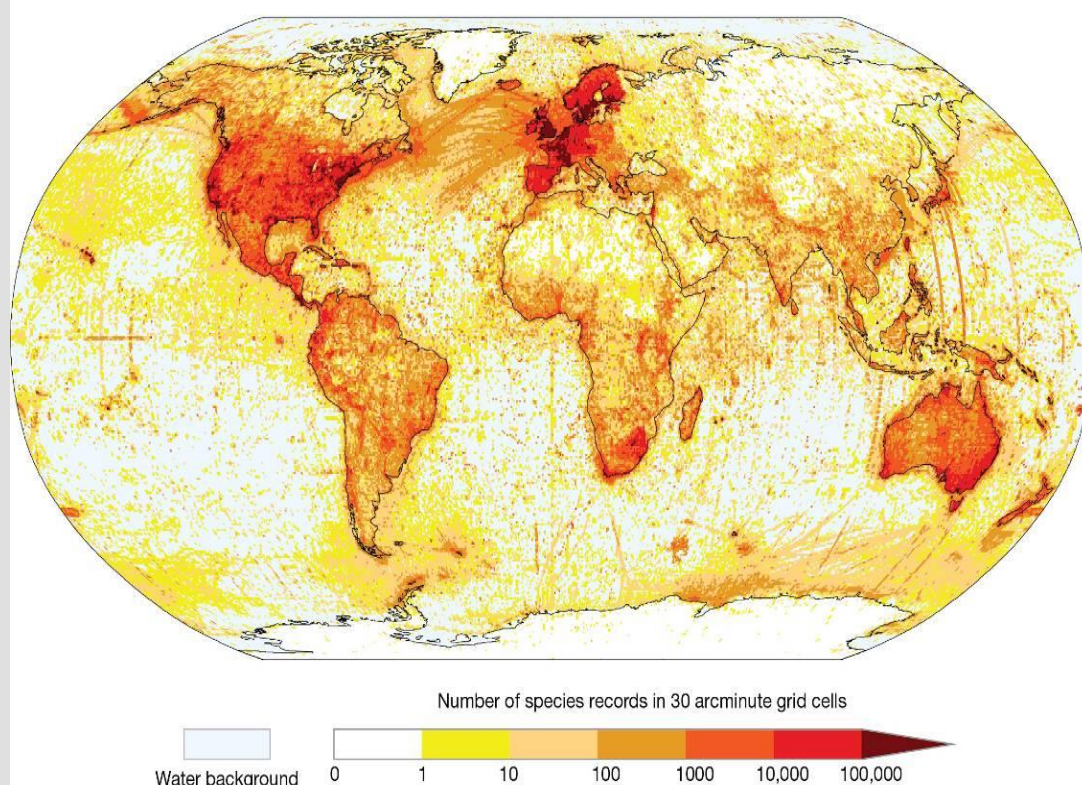 Number of species records in 30 arcminute grid cells
Water background
0 1 10 100 1000 10,000 100,000